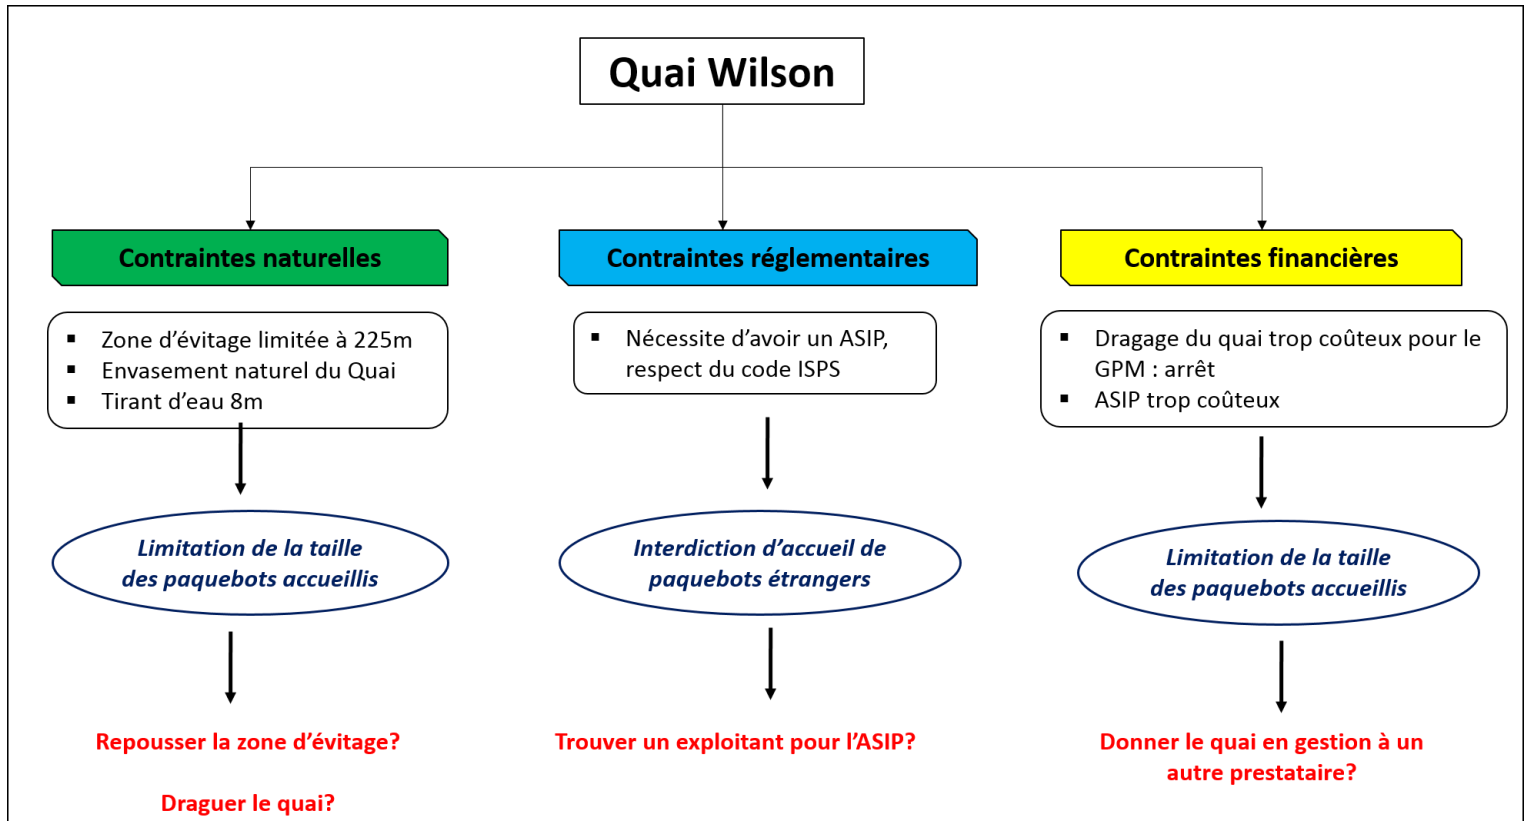 Quai Wilson
Contraintes naturelles
▪ Zone d’évitage limitée à 225m
▪ Envasement naturel du Quai
▪ Tirant d’eau 8m
Limitation de la taille
des paquebots accueillis
Repousser la zone d’évitage?
Draguer le quai?
Contraintes réglementaires
▪ Nécessite d’avoir un ASIP,
respect du code ISPS
Interdiction d’accueil de
paquebots étrangers
Trouver un exploitant pour l’ASIP?
Contraintes financières
▪ Dragage du quai trop coûteux pour le
GPM : arrêt
▪ ASIP trop coûteux
Limitation de la taille
des paquebots accueillis
Donner le quai en gestion à un
autre prestataire?